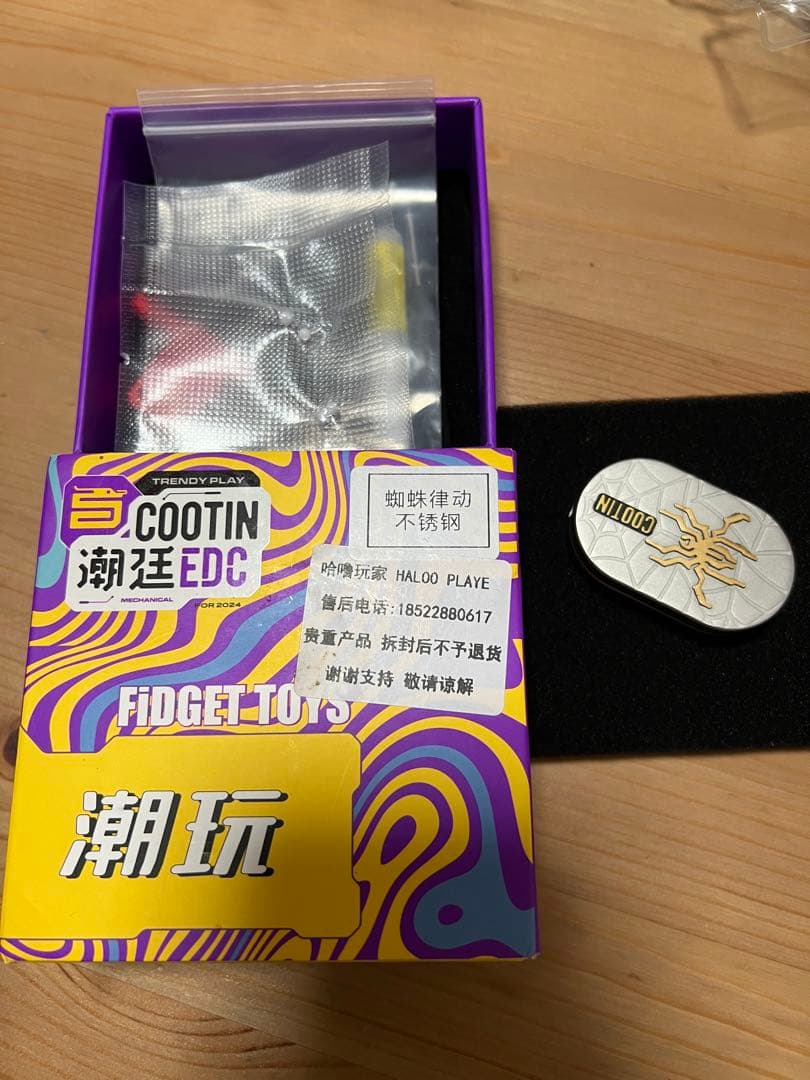 TRENDY PLAY
COOTIN
潮廷EDC
MECHANICAL
FOR 2024
蜘蛛律动
不锈钢
哈噜玩家 HALOO PLAYE
售后电话:18522880617
贵重产品 拆封后不予退货
谢谢支持 敬请谅解
FiDGET TOYS
潮玩
COOTIN